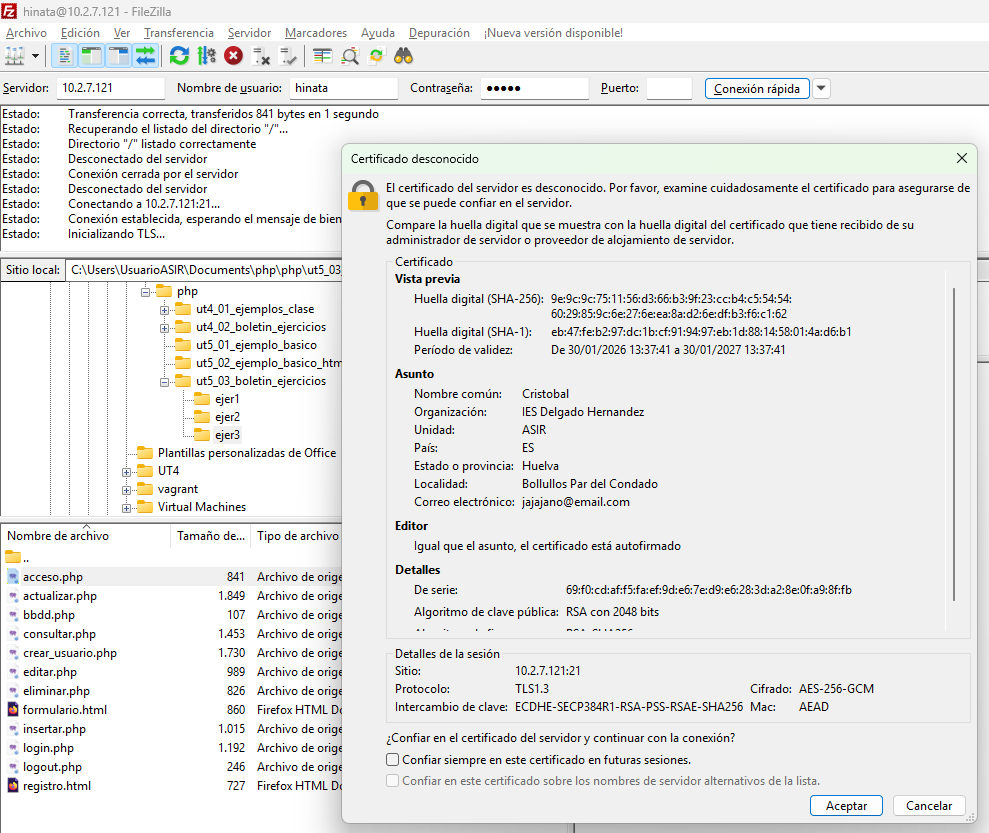 hinata@10.2.7.121 - FileZilla
Archivo Edición Ver Transferencia Servidor Marcadores Ayuda Depuración ¡Nueva versión disponible!
Servidor: 10.2.7.121 Nombre de usuario: hinata Contraseña: ●●●●● Puerto: Conexión rápida
Estado: Transferencia correcta, transferidos 841 bytes en 1 segundo
Estado: Recuperando el listado del directorio "/"...
Estado: Directorio "/" listado correctamente
Estado: Desconectado del servidor
Estado: Conexión cerrada por el servidor
Estado: Desconectado del servidor
Estado: Conectando a 10.2.7.121:21...
Estado: Conexión establecida, esperando el mensaje de bien
Estado: Inicializando TLS...
Sitio local: C:\Users\UsuarioASIR\Documents\php\php\ut5_03
php
ut4_01_ejemplos_clase
ut4_02_boletin_ejercicios
ut5_01_ejemplo_basico
ut5_02_ejemplo_basico_htm
ut5_03_boletin_ejercicios
ejer1
ejer2
ejer3
Plantillas personalizadas de Office
UT4
vagrant
Virtual Machines
Nombre de archivo Tamaño de... Tipo de archivo
..
acceso.php 841 Archivo de orige
actualizar.php 1.849 Archivo de orige
bbdd.php 107 Archivo de orige
consultar.php 1.453 Archivo de orige
crear_usuario.php 1.730 Archivo de orige
editar.php 989 Archivo de orige
eliminar.php 826 Archivo de orige
formulario.html 860 Firefox HTML Do
insertar.php 1.015 Archivo de orige
login.php 1.192 Archivo de orige
logout.php 246 Archivo de orige
registro.html 727 Firefox HTML Do
Certificado desconocido
El certificado del servidor es desconocido. Por favor, examine cuidadosamente el certificado para asegurarse de
que se puede confiar en el servidor.
Compare la huella digital que se muestra con la huella digital del certificado que tiene recibido de su
administrador de servidor o proveedor de alojamiento de servidor.
Certificado
Vista previa
Huella digital (SHA-256): 9e:9c:9c:75:11:56:d3:66:b3:9f:23:cc:b4:c5:54:54:
60:29:85:9c:6e:27:6e:ea:8a:d2:6e:df:b3:f6:c1:62
Huella digital (SHA-1): eb:47:fe:b2:97:dc:1b:cf:91:94:97:eb:1d:88:14:58:01:4a:d6:b1
Período de validez: De 30/01/2026 13:37:41 a 30/01/2027 13:37:41
Asunto
Nombre común: Cristobal
Organización: IES Delgado Hernandez
Unidad: ASIR
País: ES
Estado o provincia: Huelva
Localidad: Bollullos Par del Condado
Correo electrónico: jajajano@email.com
Editor
Igual que el asunto, el certificado está autofirmado
Detalles
De serie: 69:f0:cd:af:f5:fa:ef:9d:e6:7e:d9:e6:28:3d:a2:8e:0f:a9:8f:fb
Algoritmo de clave pública: RSA con 2048 bits
Detalles de la sesión
Sitio: 10.2.7.121:21
Protocolo: TLS1.3 Cifrado: AES-256-GCM
Intercambio de clave: ECDHE-SECP384R1-RSA-PSS-RSAE-SHA256 Mac: AEAD
¿Confiar en el certificado del servidor y continuar con la conexión?
Confiar siempre en este certificado en futuras sesiones.
Confiar en este certificado sobre los nombres de servidor alternativos de la lista.
Aceptar Cancelar